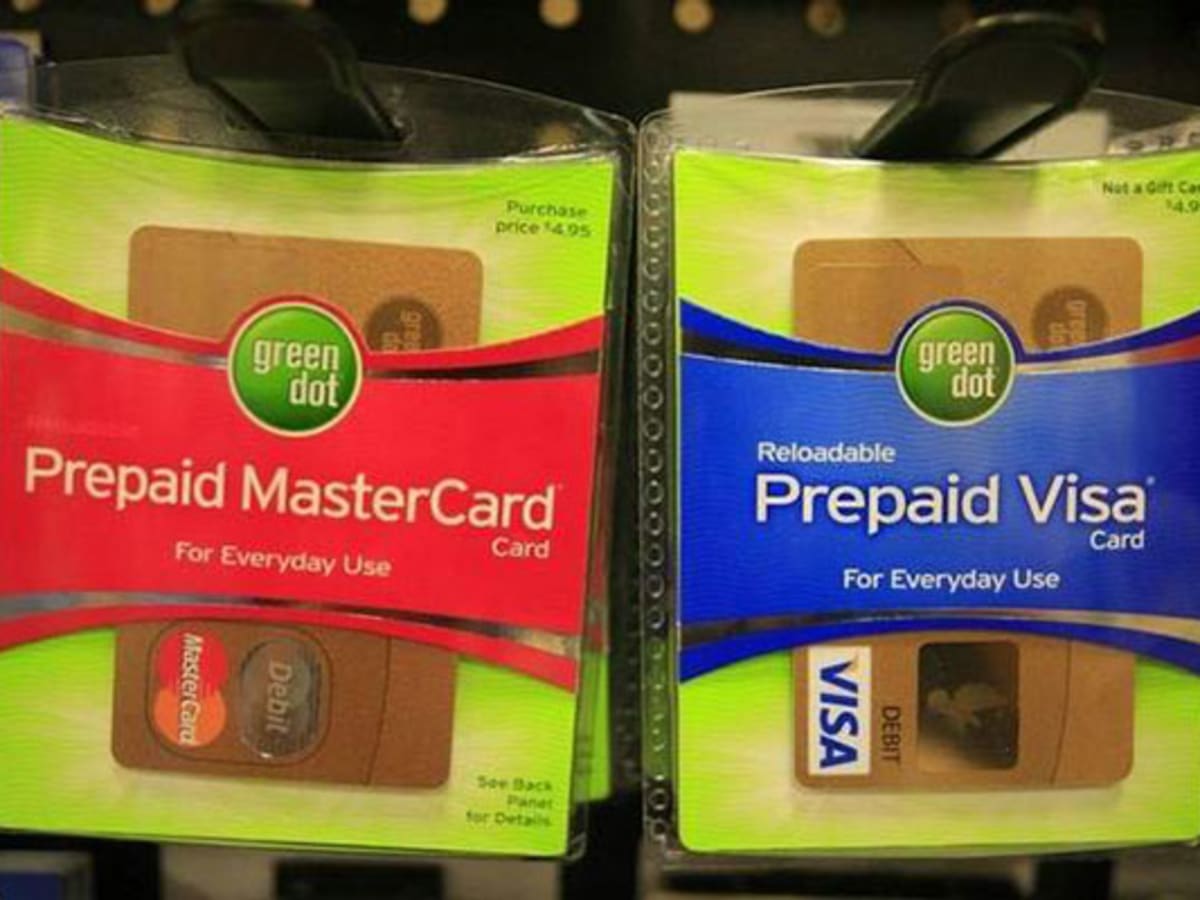 Purchase
price $4.95
green
dot
Prepaid MasterCard
Card
For Everyday Use
MasterCard
Debit
See Back
Panel
for Details.
Not a Gift
green
dot
Reloadable
Prepaid Visa
Card
For Everyday Use
VISA
DEBIT